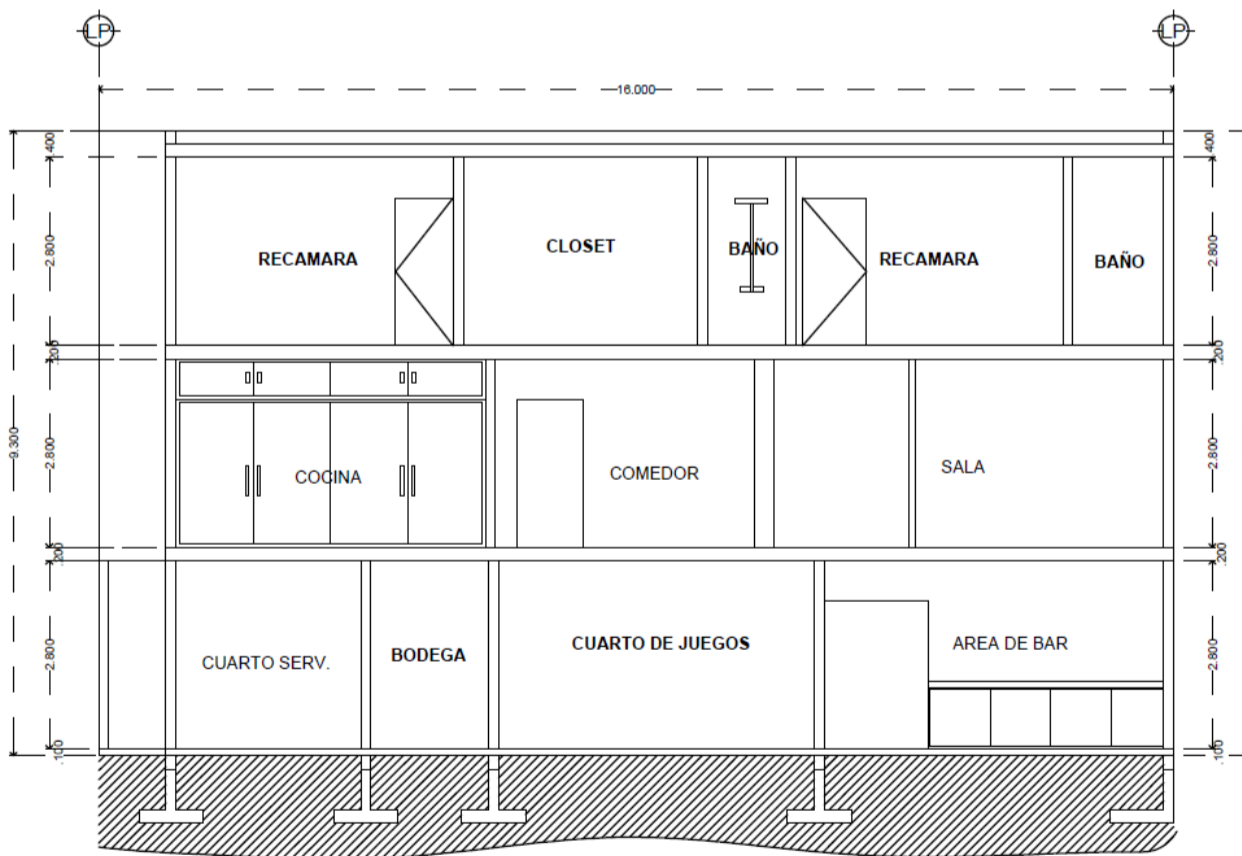 LP
LP
16.000
.400
.400
2.800
RECAMARA
CLOSET
BAÑO
RECAMARA
BAÑO
2.800
.200
.200
9.300
2.800
COCINA
COMEDOR
SALA
2.800
.200
.200
2.800
CUARTO SERV.
BODEGA
CUARTO DE JUEGOS
AREA DE BAR
2.800
.100
.100